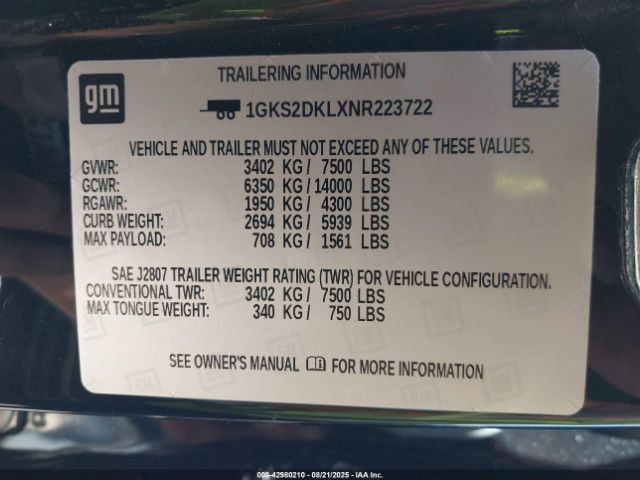 gm
TRAILERING INFORMATION
1GKS2DKLXNR223722
VEHICLE AND TRAILER MUST NOT EXCEED ANY OF THESE VALUES.
GVWR: 3402 KG/ 7500 LBS
GCWR: 6350 KG/14000 LBS
RGAWR: 1950 KG/ 4300 LBS
CURB WEIGHT: 2694 KG/ 5939 LBS
MAX PAYLOAD: 708 KG/ 1561 LBS
SAE J2807 TRAILER WEIGHT RATING (TWR) FOR VEHICLE CONFIGURATION.
CONVENTIONAL TWR: 3402 KG/ 7500 LBS
MAX TONGUE WEIGHT: 340 KG/ 750 LBS
SEE OWNER'S MANUAL FOR MORE INFORMATION
000-42980210 - 08/21/2025 - IAAI.COM